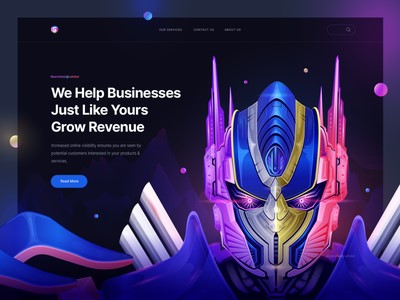 OUR SERVICES CONTACT US ABOUT US
We Help Businesses
Just Like Yours
Grow Revenue
Increased online visibility ensures you are seen by
potential customers interested in your products &
services.
Read More